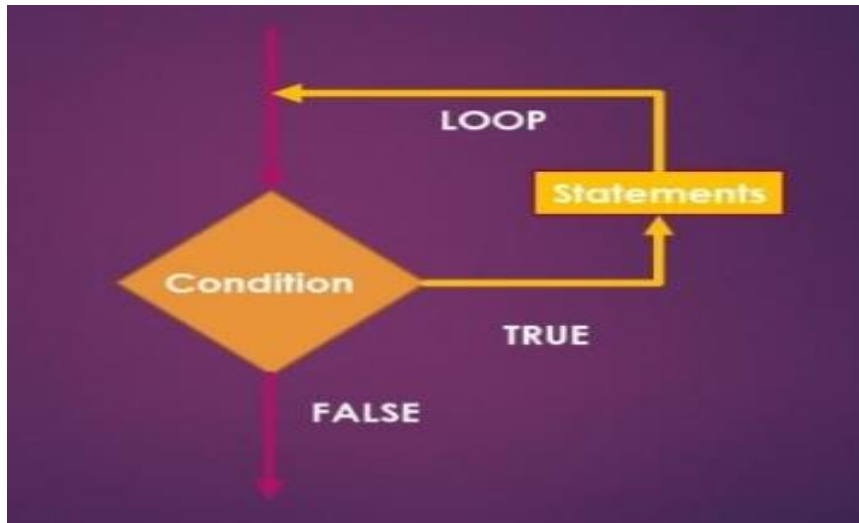 LOOP
Statements
Condition
TRUE
FALSE